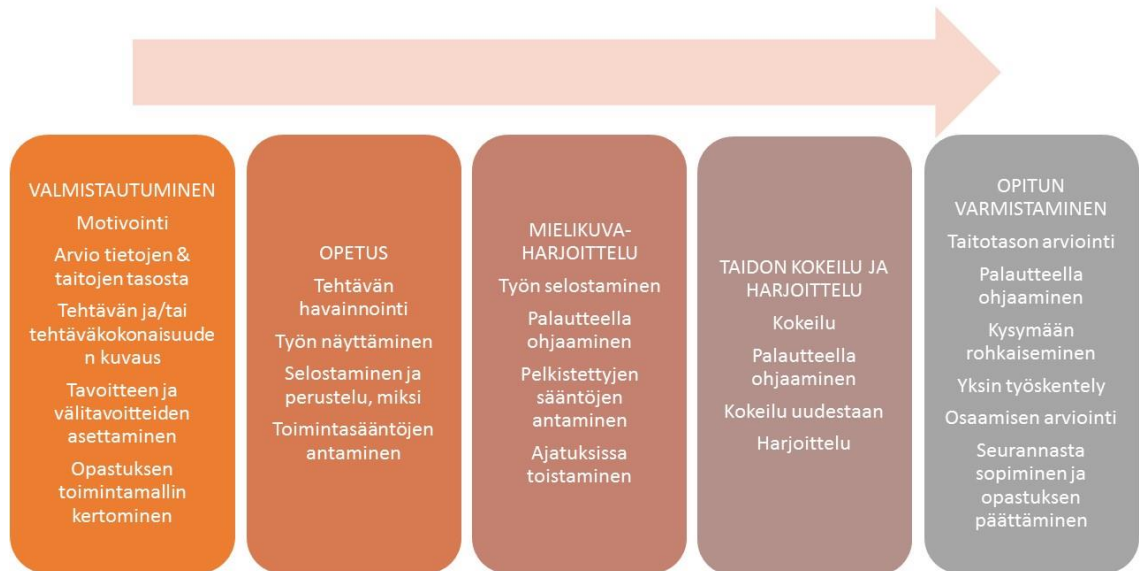 VALMISTAUTUMINEN
Motivointi
Arvio tietojen &
taitojen tasosta
Tehtävän ja/tai
tehtäväkokonaisuude
n kuvaus
Tavoitteen ja
välitavoitteiden
asettaminen
Opastuksen
toimintamallin
kertominen
OPETUS
Tehtävän
havainnointi
Työn näyttäminen
Selostaminen ja
perustelu, miksi
Toimintasääntöjen
antaminen
MIELIKUVA-
HARJOITTELU
Työn selostaminen
Palautteella
ohjaaminen
Pelkistettyjen
sääntöjen
antaminen
Ajatuksissa
toistaminen
TAIDON KOKEILU JA
HARJOITTELU
Kokeilu
Palautteella
ohjaaminen
Kokeilu uudestaan
Harjoittelu
OPITUN
VARMISTAMINEN
Taitotason arviointi
Palautteella
ohjaaminen
Kysymään
rohkaiseminen
Yksin työskentely
Osaamisen arviointi
Seurannasta
sopiminen ja
opastuksen
päättäminen